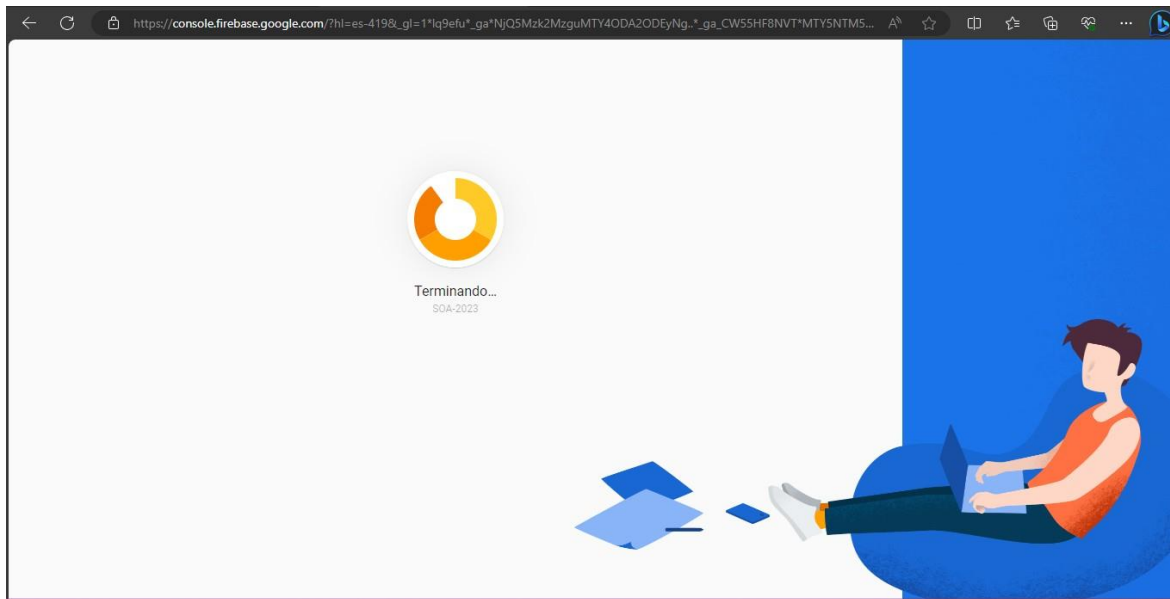 https://console.firebase.google.com/?hl=es-419&_gl=1*lq9efu*_ga*NjQ5Mzk2MzguMTY4ODA2ODEyNg..*_ga_CW55HF8NVT*MTY5NTM5...
Terminando...
SOA-2023